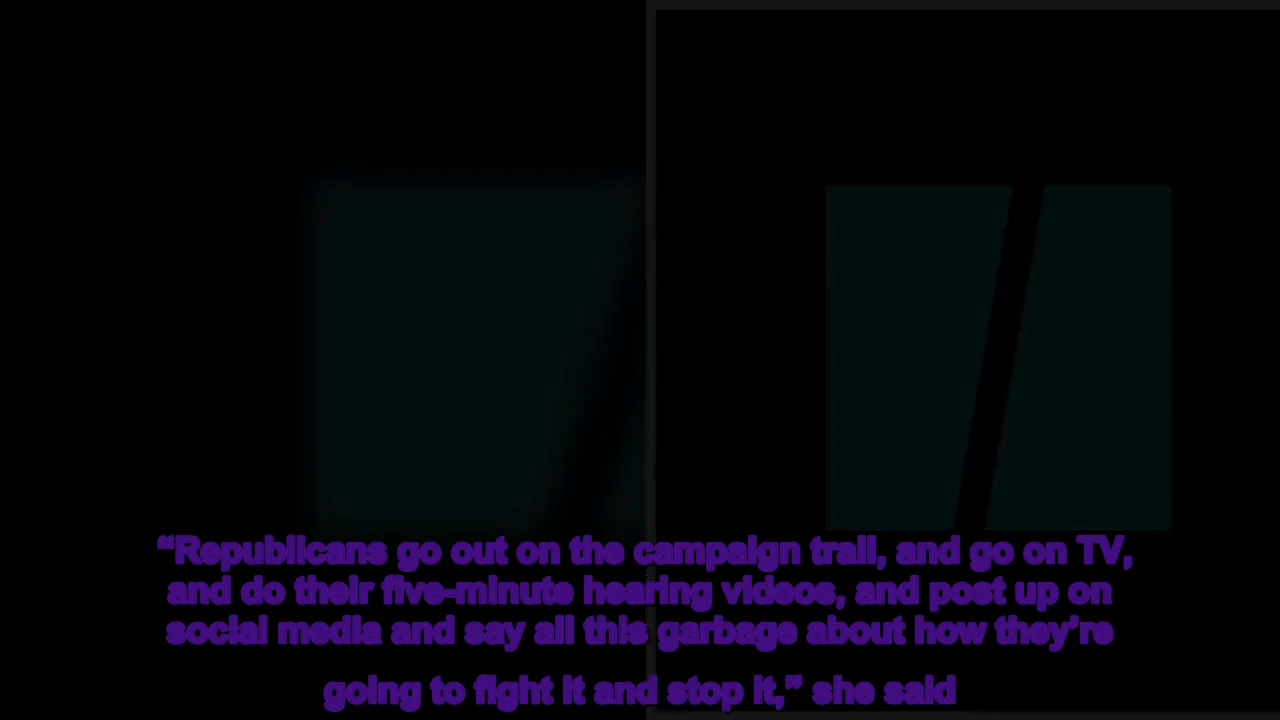 “Republicans go out on the campaign trail, and go on TV,
and do their five-minute hearing videos, and post up on
social media and say all this garbage about how they’re
going to fight it and stop it,” she said